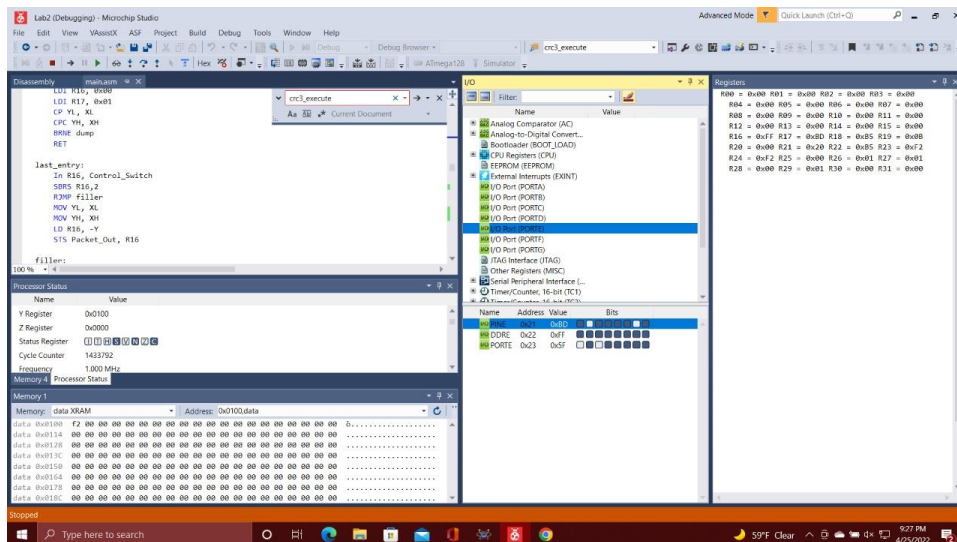 Lab2 (Debugging) - Microchip Studio
Advanced Mode
Quick Launch (Ctrl+Q)
File Edit View VAssistX ASF Project Build Debug Tools Window Help
Debug
Debug Browser
crc3_execute
Hex
ATmega128
Simulator
Disassembly
main.asm
LDI R16, 0x00
LDI R17, 0x01
CP YL, XL
CPC YH, XH
BRNE dump
RET
last_entry:
In R16, Control_Switch
SBRS R16,2
RJMP filler
MOV YL, XL
MOV YH, XH
LD R16, -Y
STS Packet_Out, R16
filler:
100 %
crc3_execute
Aa
Current Document
Processor Status
Name Value
Y Register 0x0100
Z Register 0x0000
Status Register I T H S V N Z C
Cycle Counter 1433792
Frequency 1.000 MHz
Memory 4 Processor Status
Memory 1
Memory: data XRAM Address: 0x0100,data
data 0x0100 f2 00 00 00 00 00 00 00 00 00 00 00 00 00 00 00 00 00 00 00 ò...................
data 0x0114 00 00 00 00 00 00 00 00 00 00 00 00 00 00 00 00 00 00 00 00 ....................
data 0x0128 00 00 00 00 00 00 00 00 00 00 00 00 00 00 00 00 00 00 00 00 ....................
data 0x013C 00 00 00 00 00 00 00 00 00 00 00 00 00 00 00 00 00 00 00 00 ....................
data 0x0150 00 00 00 00 00 00 00 00 00 00 00 00 00 00 00 00 00 00 00 00 ....................
data 0x0164 00 00 00 00 00 00 00 00 00 00 00 00 00 00 00 00 00 00 00 00 ....................
data 0x0178 00 00 00 00 00 00 00 00 00 00 00 00 00 00 00 00 00 00 00 00 ....................
data 0x018C 00 00 00 00 00 00 00 00 00 00 00 00 00 00 00 00 00 00 00 00 ....................
I/O
Filter:
Name Value
Analog Comparator (AC)
Analog-to-Digital Convert...
Bootloader (BOOT_LOAD)
CPU Registers (CPU)
EEPROM (EEPROM)
External Interrupts (EXINT)
I/O Port (PORTA)
I/O Port (PORTB)
I/O Port (PORTC)
I/O Port (PORTD)
I/O Port (PORTE)
I/O Port (PORTF)
I/O Port (PORTG)
JTAG Interface (JTAG)
Other Registers (MISC)
Serial Peripheral Interface (...
Timer/Counter, 16-bit (TC1)
Name Address Value Bits
PINE 0x21 0xBD
DDRE 0x22 0xFF
PORTE 0x23 0x5F
Registers
R00 = 0x00 R01 = 0x00 R02 = 0x00 R03 = 0x00
R04 = 0x00 R05 = 0x00 R06 = 0x00 R07 = 0x00
R08 = 0x00 R09 = 0x00 R10 = 0x00 R11 = 0x00
R12 = 0x00 R13 = 0x00 R14 = 0x00 R15 = 0x00
R16 = 0xFF R17 = 0xBD R18 = 0xB5 R19 = 0x0B
R20 = 0x00 R21 = 0x20 R22 = 0xB5 R23 = 0x00
R24 = 0xF2 R25 = 0x00 R26 = 0x01 R27 = 0x01
R28 = 0x00 R29 = 0x01 R30 = 0x00 R31 = 0x00
Stopped
Type here to search
59°F Clear
9:27 PM
4/25/2022